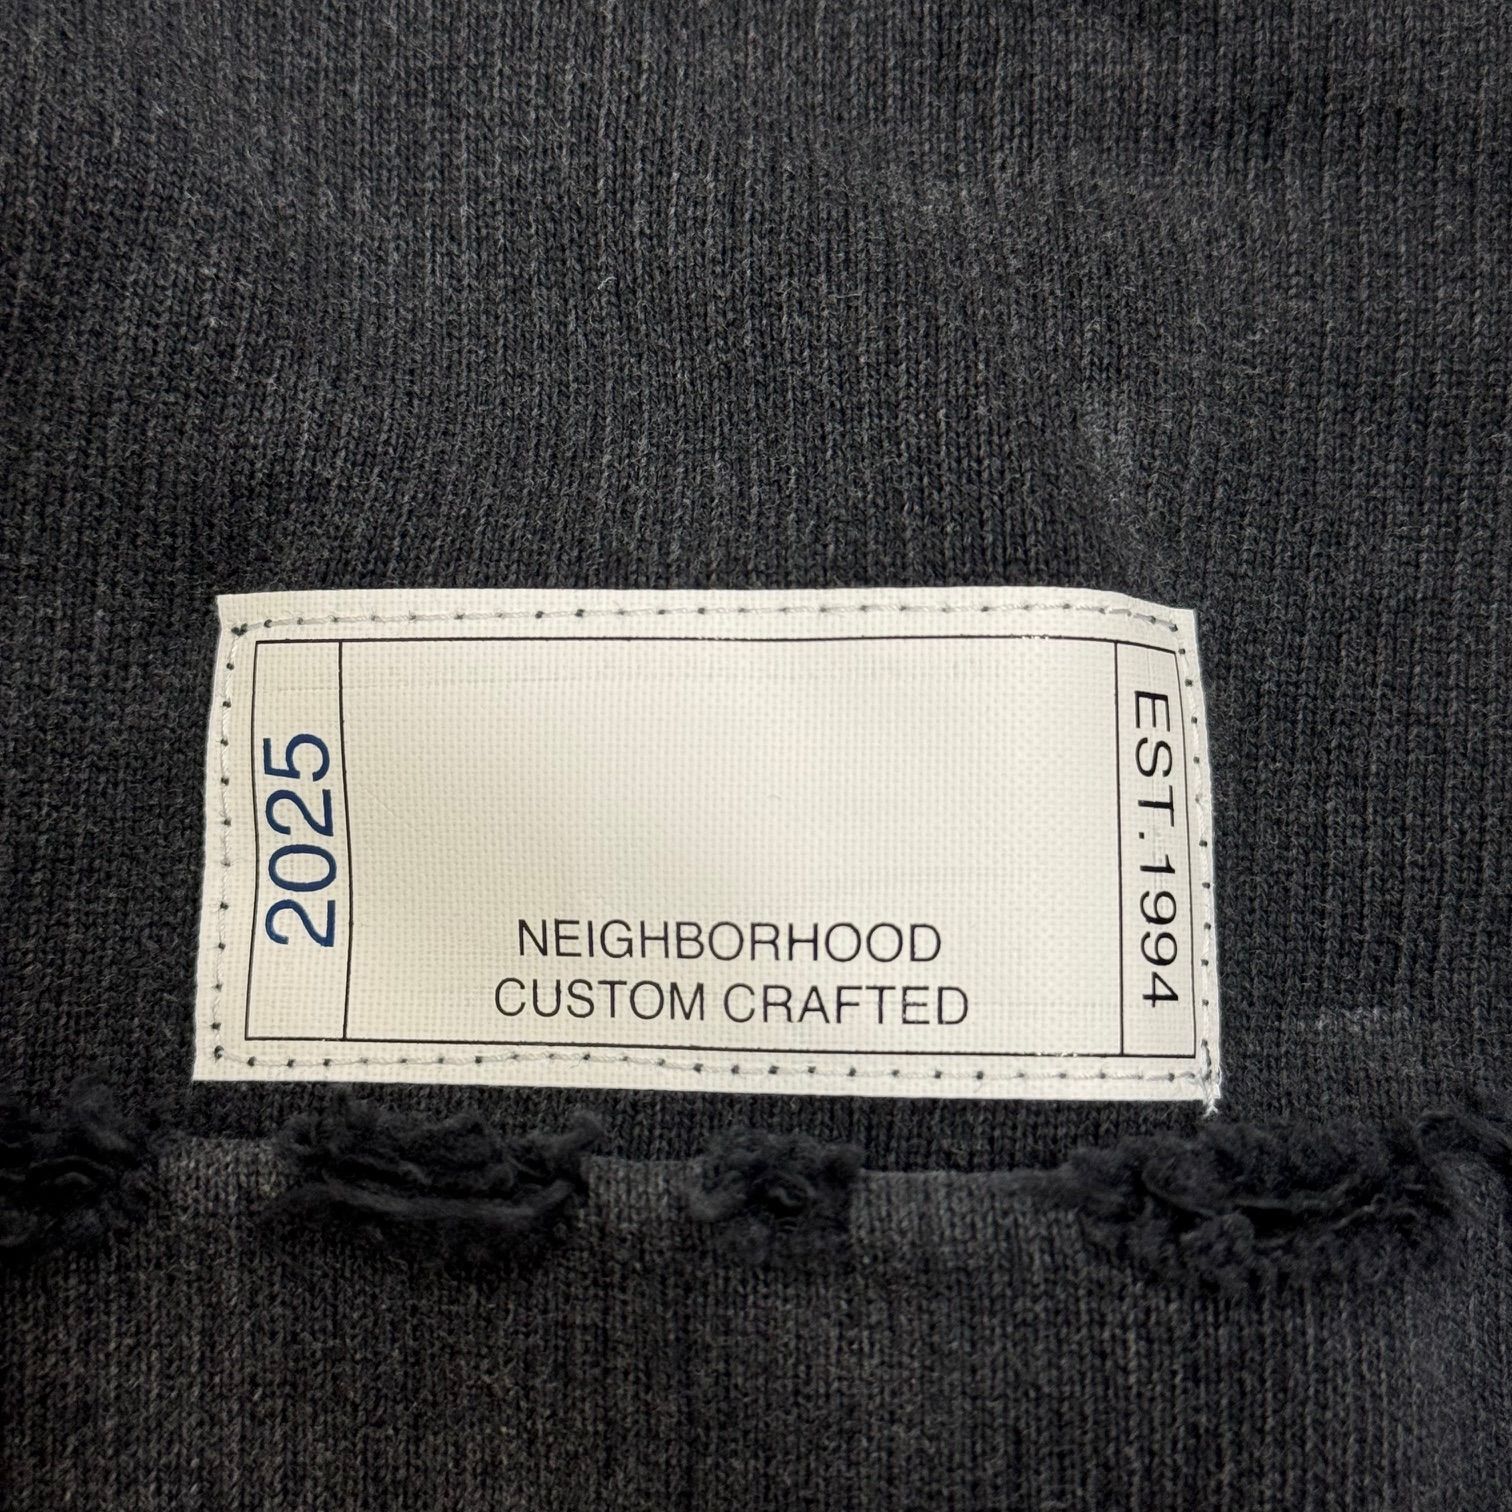 2025
NEIGHBORHOOD
CUSTOM CRAFTED
EST. 1994